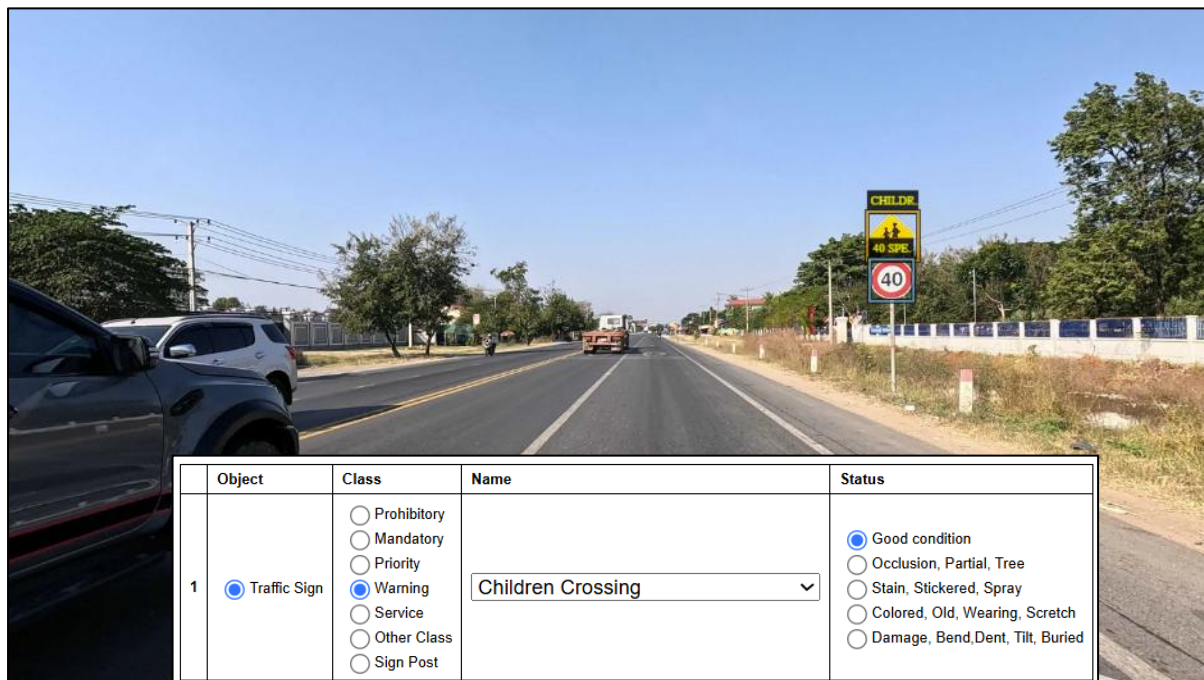 CHILDR.
40 SPE.
40
Object Class Name Status
1 Traffic Sign Prohibitory
Mandatory
Priority
Warning
Service
Other Class
Sign Post
Children Crossing
Good condition
Occlusion, Partial, Tree
Stain, Stickered, Spray
Colored, Old, Wearing, Scretch
Damage, Bend,Dent, Tilt, Buried